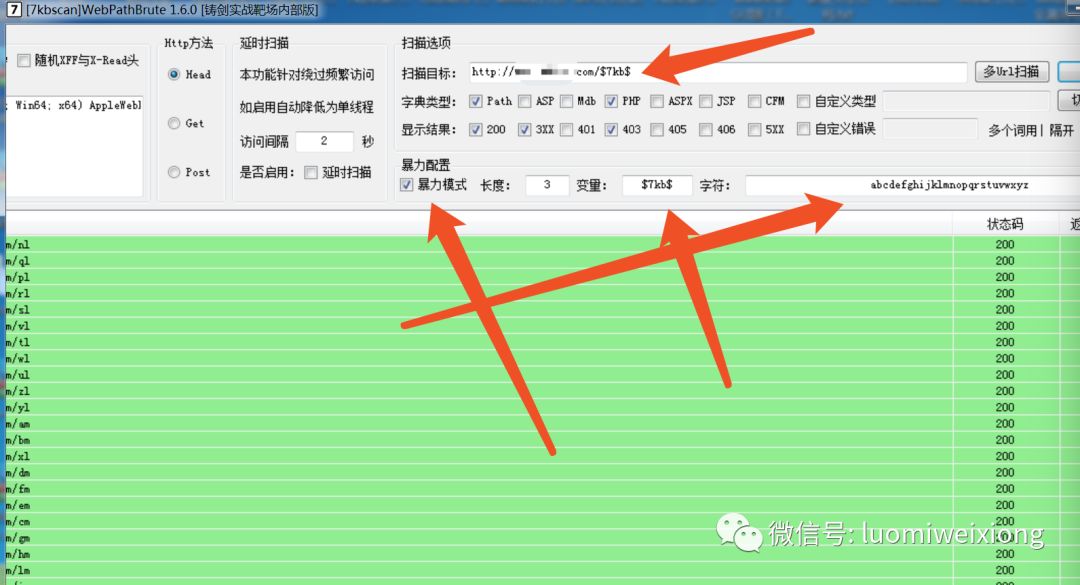 [7kbscan]WebPathBrute 1.6.0 [铸剑实战靶场内部版]
Http方法 延时扫描 扫描选项
随机XFF与X-Read头
Head 本功能针对绕过频繁访问 扫描目标: http:// com/$7kb$ 多Url扫描
; Win64; x64) AppleWebl 如启用自动降低为单线程 字典类型: Path ASP Mdb PHP ASPX JSP CFM 自定义类型
Get 访问间隔 2 秒 显示结果: 200 3XX 401 403 405 406 5XX 自定义错误 多个词用| 隔开
暴力配置
Post 是否启用: 延时扫描 暴力模式 长度: 3 变量: $7kb$ 字符: abcdefghijklmnopqrstuvwxyz
状态码 返
m/nl 200
m/ql 200
m/pl 200
m/rl 200
m/sl 200
m/vl 200
m/tl 200
m/wl 200
m/ul 200
m/zl 200
m/yl 200
m/am 200
m/bm 200
m/xl 200
m/dm 200
m/fm 200
m/em 200
m/cm 200
m/gm 200
m/hm 200
m/lm 200
微信号: luomiweixiong